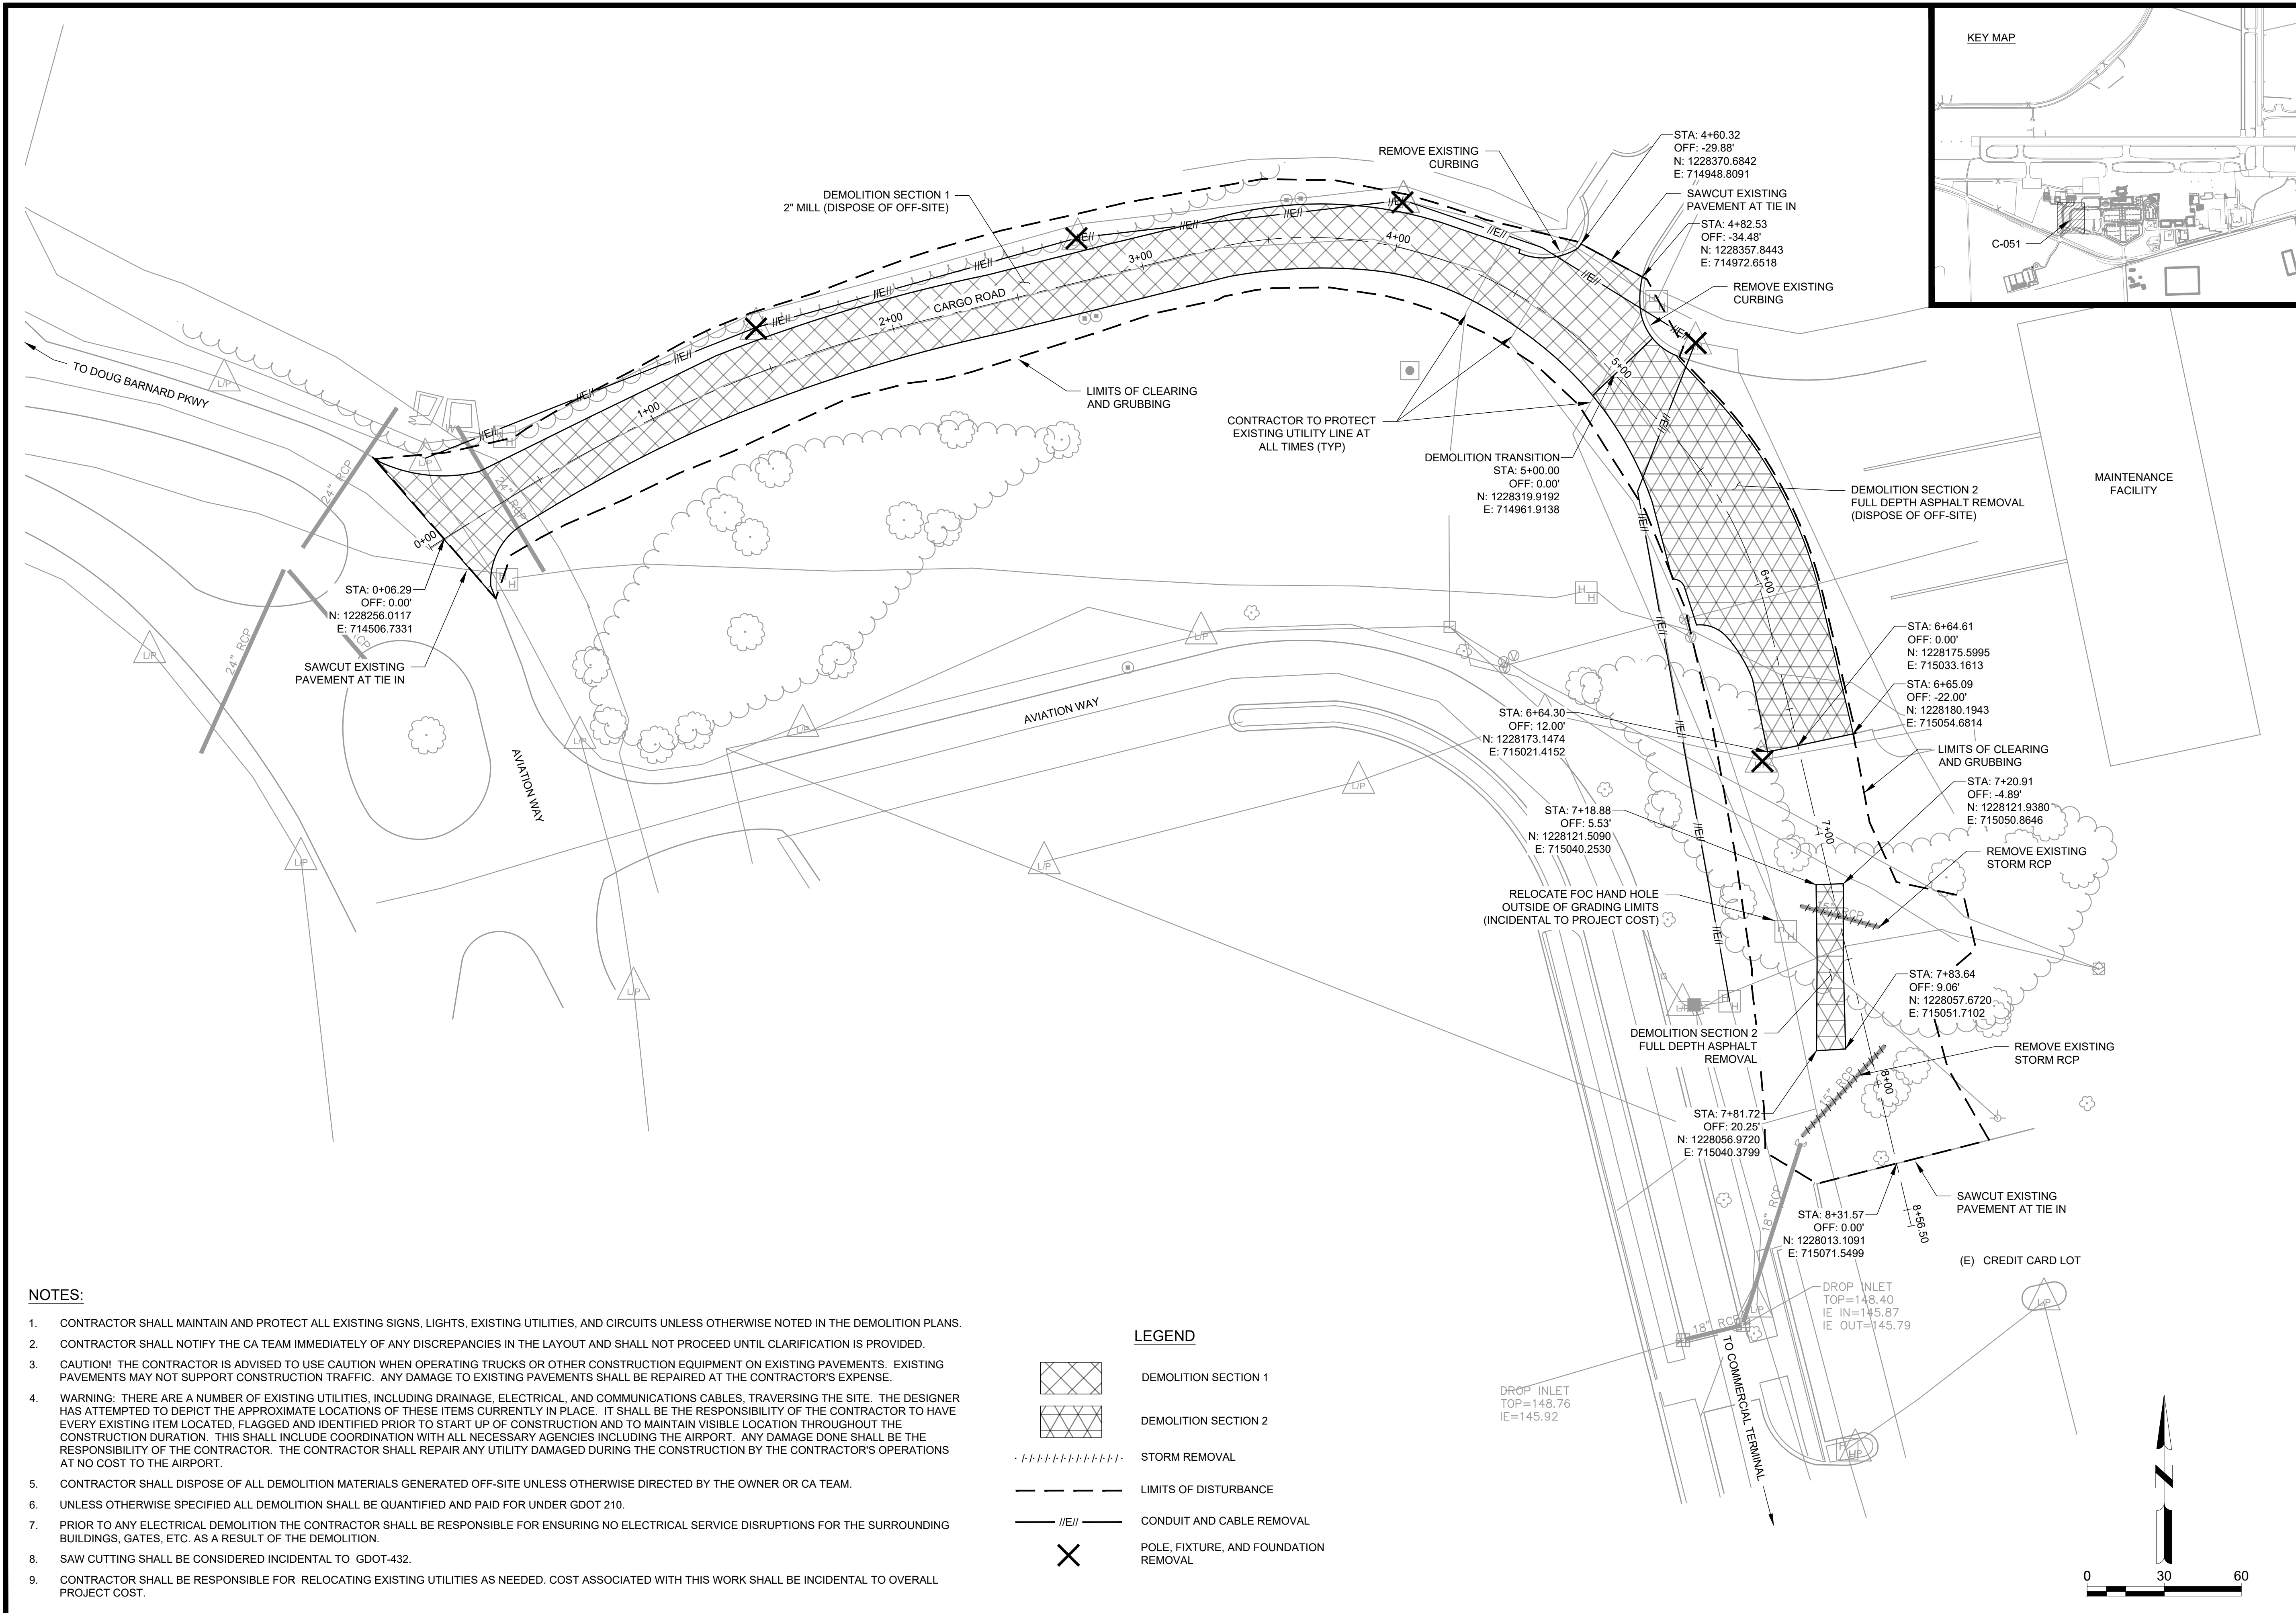 KEY MAP
C-051
STA: 4+60.32
OFF: -29.88'
N: 1228370.6842
E: 714948.8091
REMOVE EXISTING
CURBING
SAWCUT EXISTING
PAVEMENT AT TIE IN
DEMOLITION SECTION 1
2" MILL (DISPOSE OF OFF-SITE)
STA: 4+82.53
OFF: -34.48'
N: 1228357.8443
E: 714972.6518
REMOVE EXISTING
CURBING
//E//
//E//
//E//
//E//
//E//
//E//
//E//
//E//
//E//
//E//
//E//
//E//
4+00
3+00
CARGO ROAD
2+00
1+00
0+00
5+00
TO DOUG BARNARD PKWY
L/P
L/P
H
H
24" RCP
24" RCP
24" RCP
LIMITS OF CLEARING
AND GRUBBING
CONTRACTOR TO PROTECT
EXISTING UTILITY LINE AT
ALL TIMES (TYP)
DEMOLITION TRANSITION
STA: 5+00.00
OFF: 0.00'
N: 1228319.9192
E: 714961.9138
DEMOLITION SECTION 2
FULL DEPTH ASPHALT REMOVAL
(DISPOSE OF OFF-SITE)
MAINTENANCE
FACILITY
//E//
//E//
//E//
//E//
//E//
//E//
6+00
H
H
STA: 0+06.29
OFF: 0.00'
N: 1228256.0117
E: 714506.7331
SAWCUT EXISTING
PAVEMENT AT TIE IN
STA: 6+64.61
OFF: 0.00'
N: 1228175.5995
E: 715033.1613
STA: 6+65.09
OFF: -22.00'
N: 1228180.1943
E: 715054.6814
STA: 6+64.30
OFF: 12.00'
N: 1228173.1474
E: 715021.4152
AVIATION WAY
AVIATION WAY
L/P
L/P
L/P
L/P
L/P
L/P
L/P
L/P
LIMITS OF CLEARING
AND GRUBBING
STA: 7+20.91
OFF: -4.89'
N: 1228121.9380
E: 715050.8646
7+00
STA: 7+18.88
OFF: 5.53'
N: 1228121.5090
E: 715040.2530
REMOVE EXISTING
STORM RCP
RELOCATE FOC HAND HOLE
OUTSIDE OF GRADING LIMITS
(INCIDENTAL TO PROJECT COST)
H
H
STA: 7+83.64
OFF: 9.06'
N: 1228057.6720
E: 715051.7102
DEMOLITION SECTION 2
FULL DEPTH ASPHALT
REMOVAL
REMOVE EXISTING
STORM RCP
15" RCP
8+00
STA: 7+81.72
OFF: 20.25'
N: 1228056.9720
E: 715040.3799
SAWCUT EXISTING
PAVEMENT AT TIE IN
8+56.50
18" RCP
STA: 8+31.57
OFF: 0.00'
N: 1228013.1091
E: 715071.5499
(E) CREDIT CARD LOT
L/P
DROP INLET
TOP=148.40
IE IN=145.87
IE OUT=145.79
18" RCP
DROP INLET
TOP=148.76
IE=145.92
TO COMMERCIAL TERMINAL
NOTES:
1. CONTRACTOR SHALL MAINTAIN AND PROTECT ALL EXISTING SIGNS, LIGHTS, EXISTING UTILITIES, AND CIRCUITS UNLESS OTHERWISE NOTED IN THE DEMOLITION PLANS.
2. CONTRACTOR SHALL NOTIFY THE CA TEAM IMMEDIATELY OF ANY DISCREPANCIES IN THE LAYOUT AND SHALL NOT PROCEED UNTIL CLARIFICATION IS PROVIDED.
3. CAUTION! THE CONTRACTOR IS ADVISED TO USE CAUTION WHEN OPERATING TRUCKS OR OTHER CONSTRUCTION EQUIPMENT ON EXISTING PAVEMENTS. EXISTING
PAVEMENTS MAY NOT SUPPORT CONSTRUCTION TRAFFIC. ANY DAMAGE TO EXISTING PAVEMENTS SHALL BE REPAIRED AT THE CONTRACTOR'S EXPENSE.
4. WARNING: THERE ARE A NUMBER OF EXISTING UTILITIES, INCLUDING DRAINAGE, ELECTRICAL, AND COMMUNICATIONS CABLES, TRAVERSING THE SITE. THE DESIGNER
HAS ATTEMPTED TO DEPICT THE APPROXIMATE LOCATIONS OF THESE ITEMS CURRENTLY IN PLACE. IT SHALL BE THE RESPONSIBILITY OF THE CONTRACTOR TO HAVE
EVERY EXISTING ITEM LOCATED, FLAGGED AND IDENTIFIED PRIOR TO START UP OF CONSTRUCTION AND TO MAINTAIN VISIBLE LOCATION THROUGHOUT THE
CONSTRUCTION DURATION. THIS SHALL INCLUDE COORDINATION WITH ALL NECESSARY AGENCIES INCLUDING THE AIRPORT. ANY DAMAGE DONE SHALL BE THE
RESPONSIBILITY OF THE CONTRACTOR. THE CONTRACTOR SHALL REPAIR ANY UTILITY DAMAGED DURING THE CONSTRUCTION BY THE CONTRACTOR'S OPERATIONS
AT NO COST TO THE AIRPORT.
5. CONTRACTOR SHALL DISPOSE OF ALL DEMOLITION MATERIALS GENERATED OFF-SITE UNLESS OTHERWISE DIRECTED BY THE OWNER OR CA TEAM.
6. UNLESS OTHERWISE SPECIFIED ALL DEMOLITION SHALL BE QUANTIFIED AND PAID FOR UNDER GDOT 210.
7. PRIOR TO ANY ELECTRICAL DEMOLITION THE CONTRACTOR SHALL BE RESPONSIBLE FOR ENSURING NO ELECTRICAL SERVICE DISRUPTIONS FOR THE SURROUNDING
BUILDINGS, GATES, ETC. AS A RESULT OF THE DEMOLITION.
8. SAW CUTTING SHALL BE CONSIDERED INCIDENTAL TO GDOT-432.
9. CONTRACTOR SHALL BE RESPONSIBLE FOR RELOCATING EXISTING UTILITIES AS NEEDED. COST ASSOCIATED WITH THIS WORK SHALL BE INCIDENTAL TO OVERALL
PROJECT COST.
LEGEND
DEMOLITION SECTION 1
DEMOLITION SECTION 2
STORM REMOVAL
LIMITS OF DISTURBANCE
//E//
CONDUIT AND CABLE REMOVAL
POLE, FIXTURE, AND FOUNDATION
REMOVAL
N
0 30 60